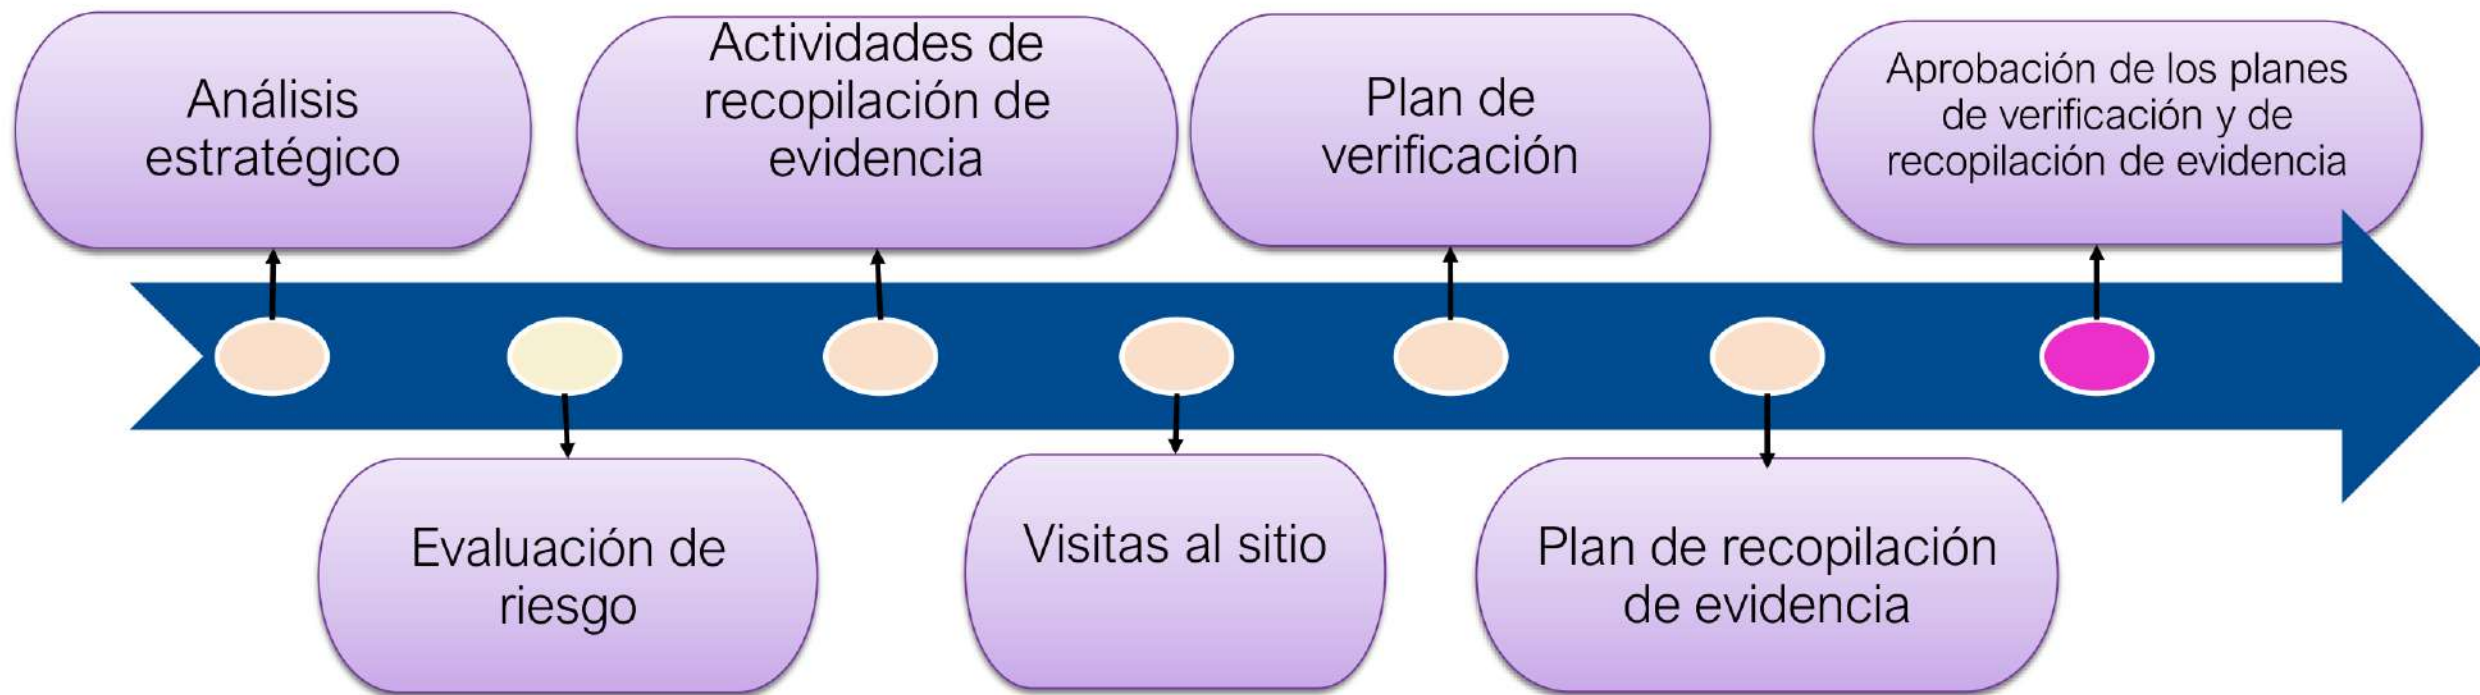 Análisis
estratégico
Evaluación de
riesgo
Actividades de
recopilación de
evidencia
Visitas al sitio
Plan de
verificación
Plan de recopilación
de evidencia
Aprobación de los planes
de verificación y de
recopilación de evidencia